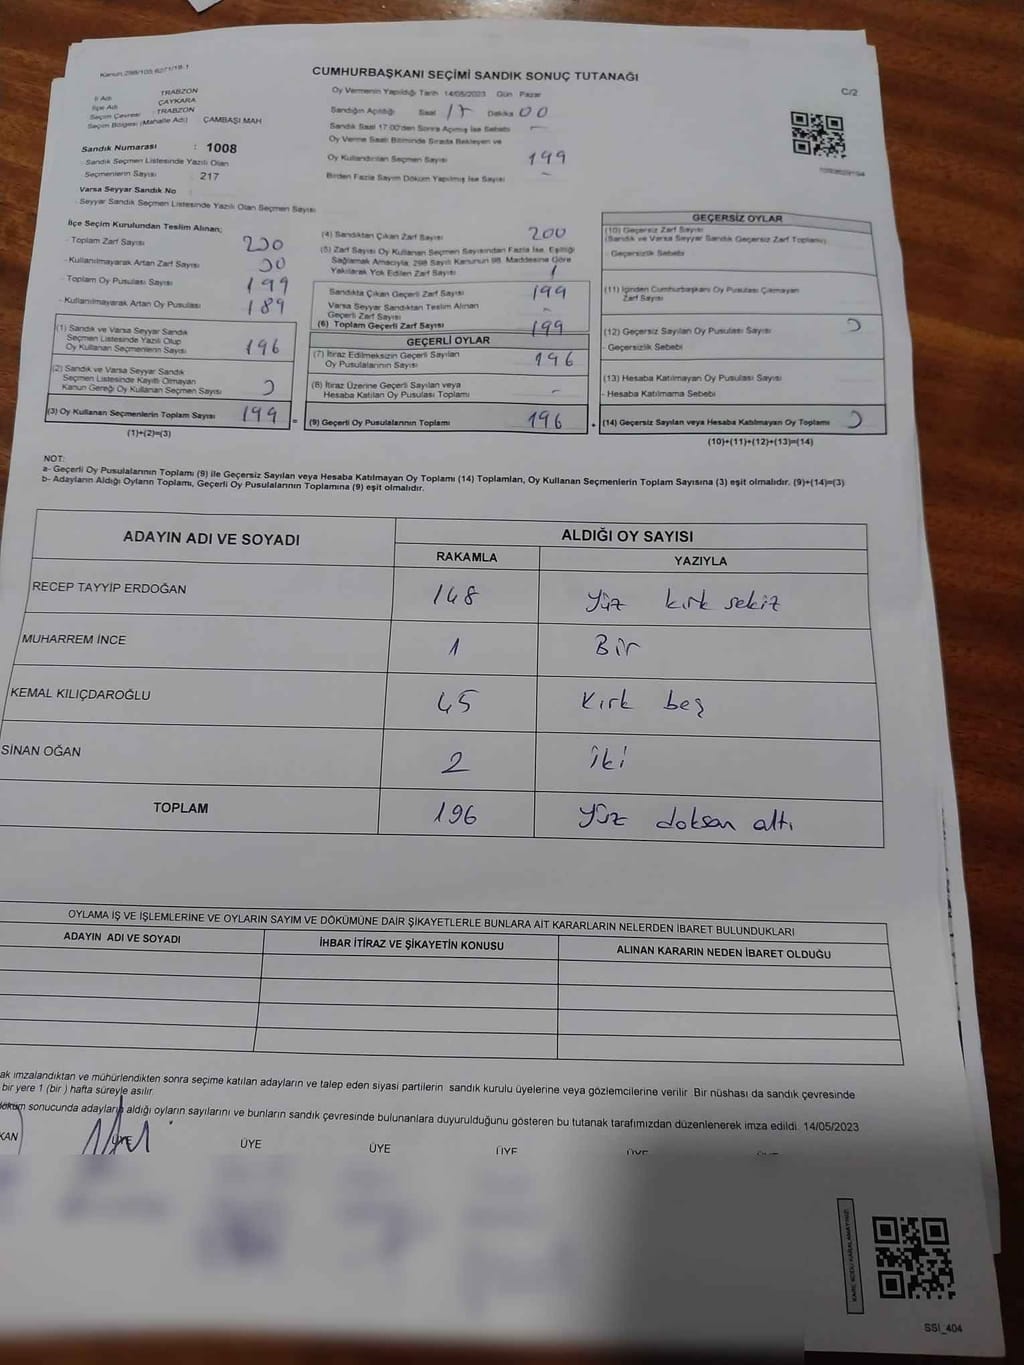 Kanun 298/105,6271/18-1
CUMHURBAŞKANI SEÇİMİ SANDIK SONUÇ TUTANAĞI
C/2
İl Adı TRABZON
İlçe Adı ÇAYKARA
Seçim Çevresi TRABZON
Seçim Bölgesi (Mahalle Adı) ÇAMBAŞI MAH
Sandık Numarası : 1008
Sandık Seçmen Listesinde Yazılı Olan
Seçmenlerin Sayısı 217
Varsa Seyyar Sandık No
Seyyar Sandık Seçmen Listesinde Yazılı Olan Seçmen Sayısı
Oy Vermenin Yapıldığı Tarih 14/05/2023 Gün Pazar
Sandığın Açıldığı Saat 17 Dakika 00
Sandık Saat 17:00'den Sonra Açılmış İse Sebebi -
Oy Verme Saati Bitiminde Sırada Bekleyen ve
Oy Kullandırılan Seçmen Sayısı 199
Birden Fazla Sayım Döküm Yapılmış İse Sayısı -
İlçe Seçim Kurulundan Teslim Alınan;
- Toplam Zarf Sayısı 230
- Kullanılmayarak Artan Zarf Sayısı 30
- Toplam Oy Pusulası Sayısı 199
- Kullanılmayarak Artan Oy Pusulası 189
(1) Sandık ve Varsa Seyyar Sandık
Seçmen Listesinde Yazılı Olup
Oy Kullanan Seçmenlerin Sayısı 196
(2) Sandık ve Varsa Seyyar Sandık
Seçmen Listesinde Kayıtlı Olmayan
Kanun Gereği Oy Kullanan Seçmen Sayısı
(3) Oy Kullanan Seçmenlerin Toplam Sayısı 199 =
(1)+(2)=(3)
(4) Sandıktan Çıkan Zarf Sayısı 200
(5) Zarf Sayısı Oy Kullanan Seçmen Sayısından Fazla İse, Eşitliği
Sağlamak Amacıyla, 298 Sayılı Kanunun 98. Maddesine Göre
Yakılarak Yok Edilen Zarf Sayısı 1
Sandıkta Çıkan Geçerli Zarf Sayısı 199
Varsa Seyyar Sandıktan Teslim Alınan
Geçerli Zarf Sayısı -
(6) Toplam Geçerli Zarf Sayısı 199
GEÇERLİ OYLAR
(7) İtiraz Edilmeksizin Geçerli Sayılan
Oy Pusulalarının Sayısı 196
(8) İtiraz Üzerine Geçerli Sayılan veya
Hesaba Katılan Oy Pusulası Toplamı -
(9) Geçerli Oy Pusulalarının Toplamı 196 +
GEÇERSİZ OYLAR
(10) Geçersiz Zarf Sayısı
(Sandık ve Varsa Seyyar Sandık Geçersiz Zarf Toplamı)
- Geçersizlik Sebebi
(11) İçinden Cumhurbaşkanı Oy Pusulası Çıkmayan
Zarf Sayısı
(12) Geçersiz Sayılan Oy Pusulası Sayısı
- Geçersizlik Sebebi
(13) Hesaba Katılmayan Oy Pusulası Sayısı
- Hesaba Katılmama Sebebi
(14) Geçersiz Sayılan veya Hesaba Katılmayan Oy Toplamı
(10)+(11)+(12)+(13)=(14)
NOT:
a- Geçerli Oy Pusulalarının Toplamı (9) ile Geçersiz Sayılan veya Hesaba Katılmayan Oy Toplamı (14) Toplamları, Oy Kullanan Seçmenlerin Toplam Sayısına (3) eşit olmalıdır. (9)+(14)=(3)
b- Adayların Aldığı Oyların Toplamı, Geçerli Oy Pusulalarının Toplamına (9) eşit olmalıdır.
ADAYIN ADI VE SOYADI ALDIĞI OY SAYISI
RAKAMLA YAZIYLA
RECEP TAYYİP ERDOĞAN 148 Yüz kırk sekiz
MUHARREM İNCE 1 Bir
KEMAL KILIÇDAROĞLU 45 Kırk beş
SİNAN OĞAN 2 İki
TOPLAM 196 Yüz doksan altı
OYLAMA İŞ VE İŞLEMLERİNE VE OYLARIN SAYIM VE DÖKÜMÜNE DAİR ŞİKAYETLERLE BUNLARA AİT KARARLARIN NELERDEN İBARET BULUNDUKLARI
ADAYIN ADI VE SOYADI İHBAR İTİRAZ VE ŞİKAYETİN KONUSU ALINAN KARARIN NEDEN İBARET OLDUĞU
ak imzalandıktan ve mühürlendikten sonra seçime katılan adayların ve talep eden siyasi partilerin sandık kurulu üyelerine veya gözlemcilerine verilir. Bir nüshası da sandık çevresinde
bir yere 1 (bir ) hafta süreyle asılır.
döküm sonucunda adayların aldığı oyların sayılarını ve bunların sandık çevresinde bulunanlara duyurulduğunu gösteren bu tutanak tarafımızdan düzenlenerek imza edildi. 14/05/2023
KAN ÜYE ÜYE ÜYE ÜYE ÜYE
KARE KODU KARALAMAYINIZ
SSI_404